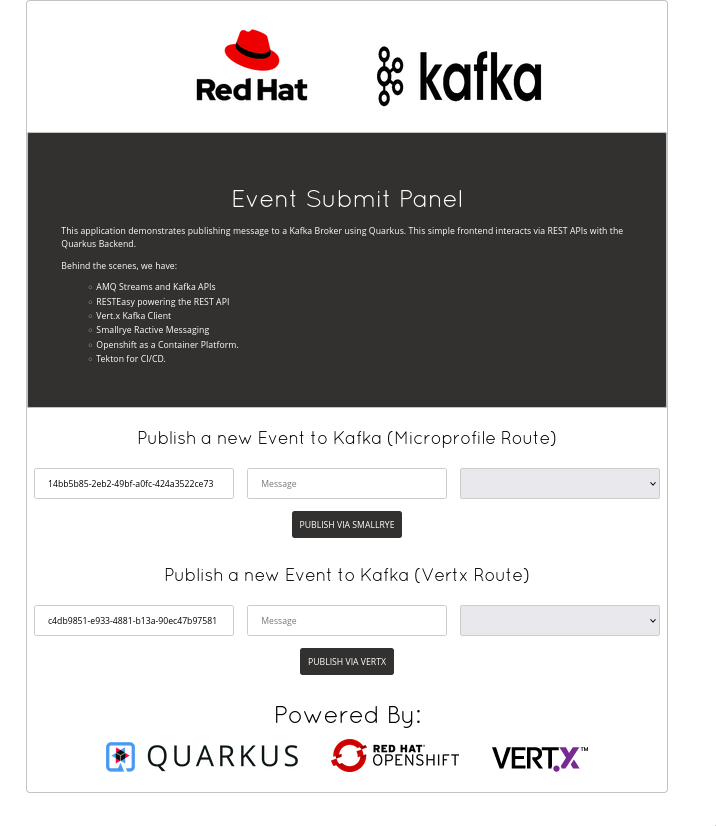 Red Hat
kafka
Event Submit Panel
This application demonstrates publishing message to a Kafka Broker using Quarkus. This simple frontend interacts via REST APIs with the
Quarkus Backend.
Behind the scenes, we have:
AMQ Streams and Kafka APIs
RESTEasy powering the REST API
Vert.x Kafka Client
Smallrye Ractive Messaging
Openshift as a Container Platform.
Tekton for CI/CD.
Publish a new Event to Kafka (Microprofile Route)
14bb5b85-2eb2-49bf-a0fc-424a3522ce73
Message
PUBLISH VIA SMALLRYE
Publish a new Event to Kafka (Vertx Route)
c4db9851-e933-4881-b13a-90ec47b97581
Message
PUBLISH VIA VERTX
Powered By:
QUARKUS
RED HAT®
OPENSHIFT
VERT.X™